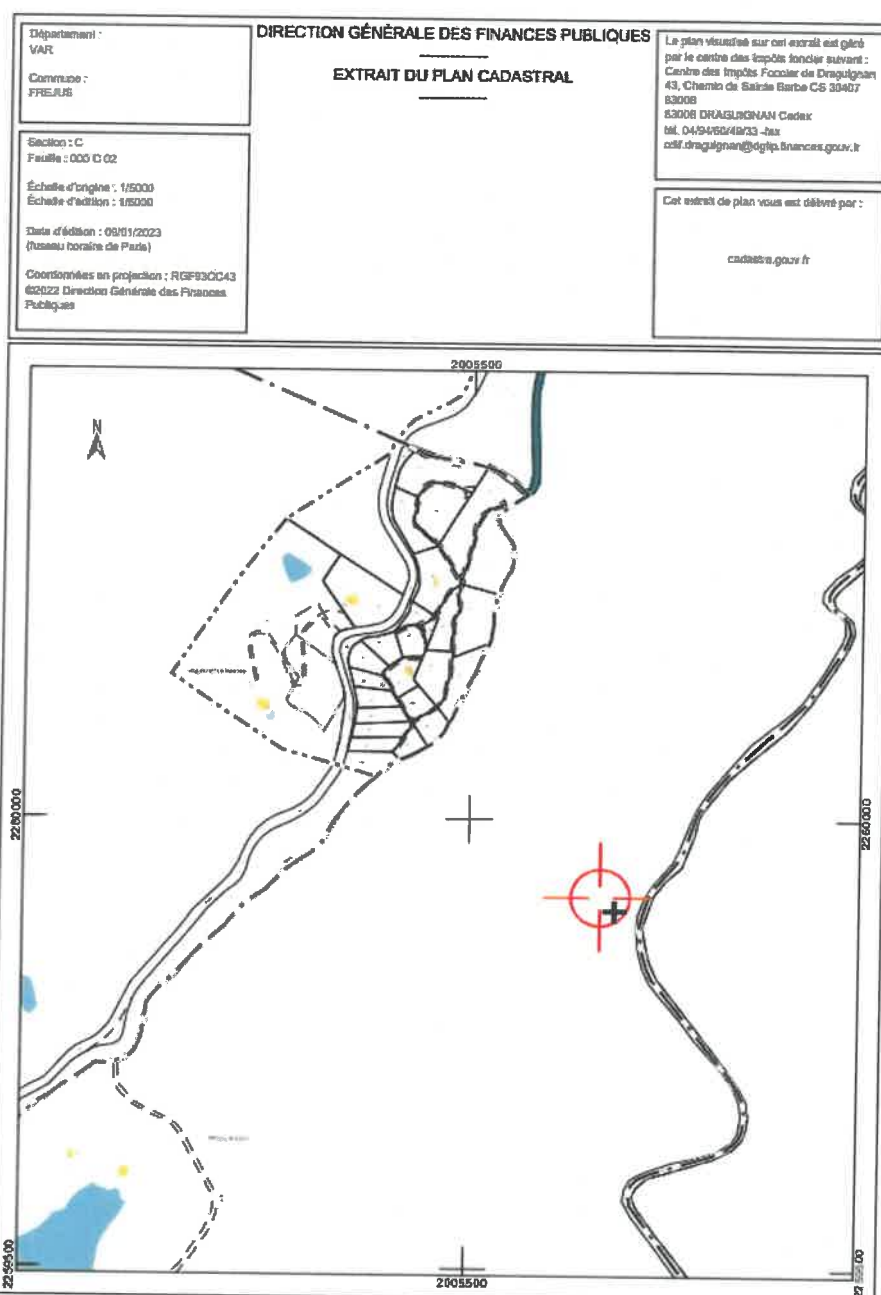 DIRECTION GÉNÉRALE DES FINANCES PUBLIQUES
EXTRAIT DU PLAN CADASTRAL
Département :
VAR
Commune :
FREJUS
Section : C
Feuille : 000 C 02
Échelle d'origine : 1/5000
Échelle d'édition : 1/5000
Date d'édition : 09/01/2023
(fuseau horaire de Paris)
Coordonnées en projection : RGF93CC43
©2022 Direction Générale des Finances
Publiques
Le plan visualisé sur cet extrait est géré
par le centre des impôts foncier suivant :
Centre des Impôts Foncier de Draguignan
43, Chemin de Sainte Barbe CS 30407
83008
83008 DRAGUIGNAN Cedex
tél. 04/94/60/49/33 -fax
cdif.draguignan@dgfip.finances.gouv.fr
Cet extrait de plan vous est délivré par :
cadastre.gouv.fr
2005500
N
2260000
2260000
2259500
2005500
2259500